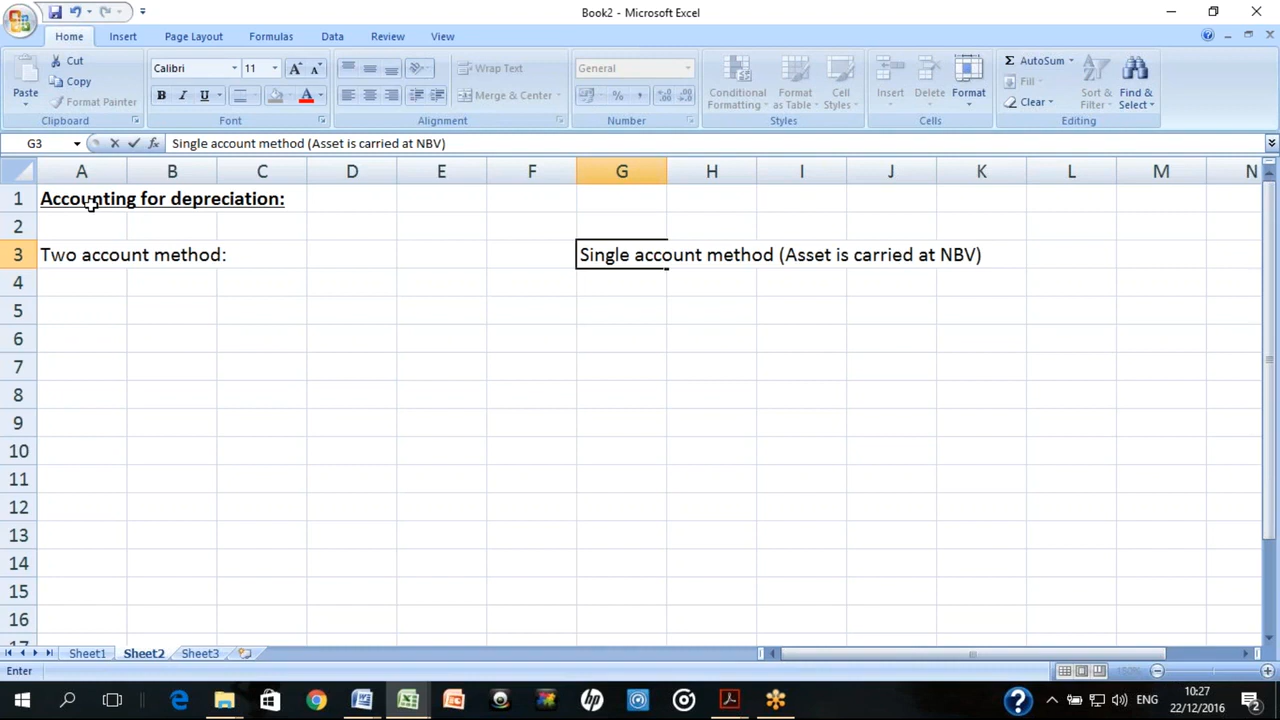 Book2 - Microsoft Excel
Home Insert Page Layout Formulas Data Review View
Paste Cut Calibri 11 A A Wrap Text General Conditional Formatting Format as Table Cell Styles Insert Delete Format Σ AutoSum Sort & Filter Find & Select
Copy Fill
Format Painter B I U A Merge & Center % , Clear
Clipboard Font Alignment Number Styles Cells Editing
G3 fx Single account method (Asset is carried at NBV)
A B C D E F G H I J K L M N
1 Accounting for depreciation:
2
3 Two account method: Single account method (Asset is carried at NBV)
4
5
6
7
8
9
10
11
12
13
14
15
16
17
Sheet1 Sheet2 Sheet3
Enter 150%
ENG 10:27
22/12/2016 2